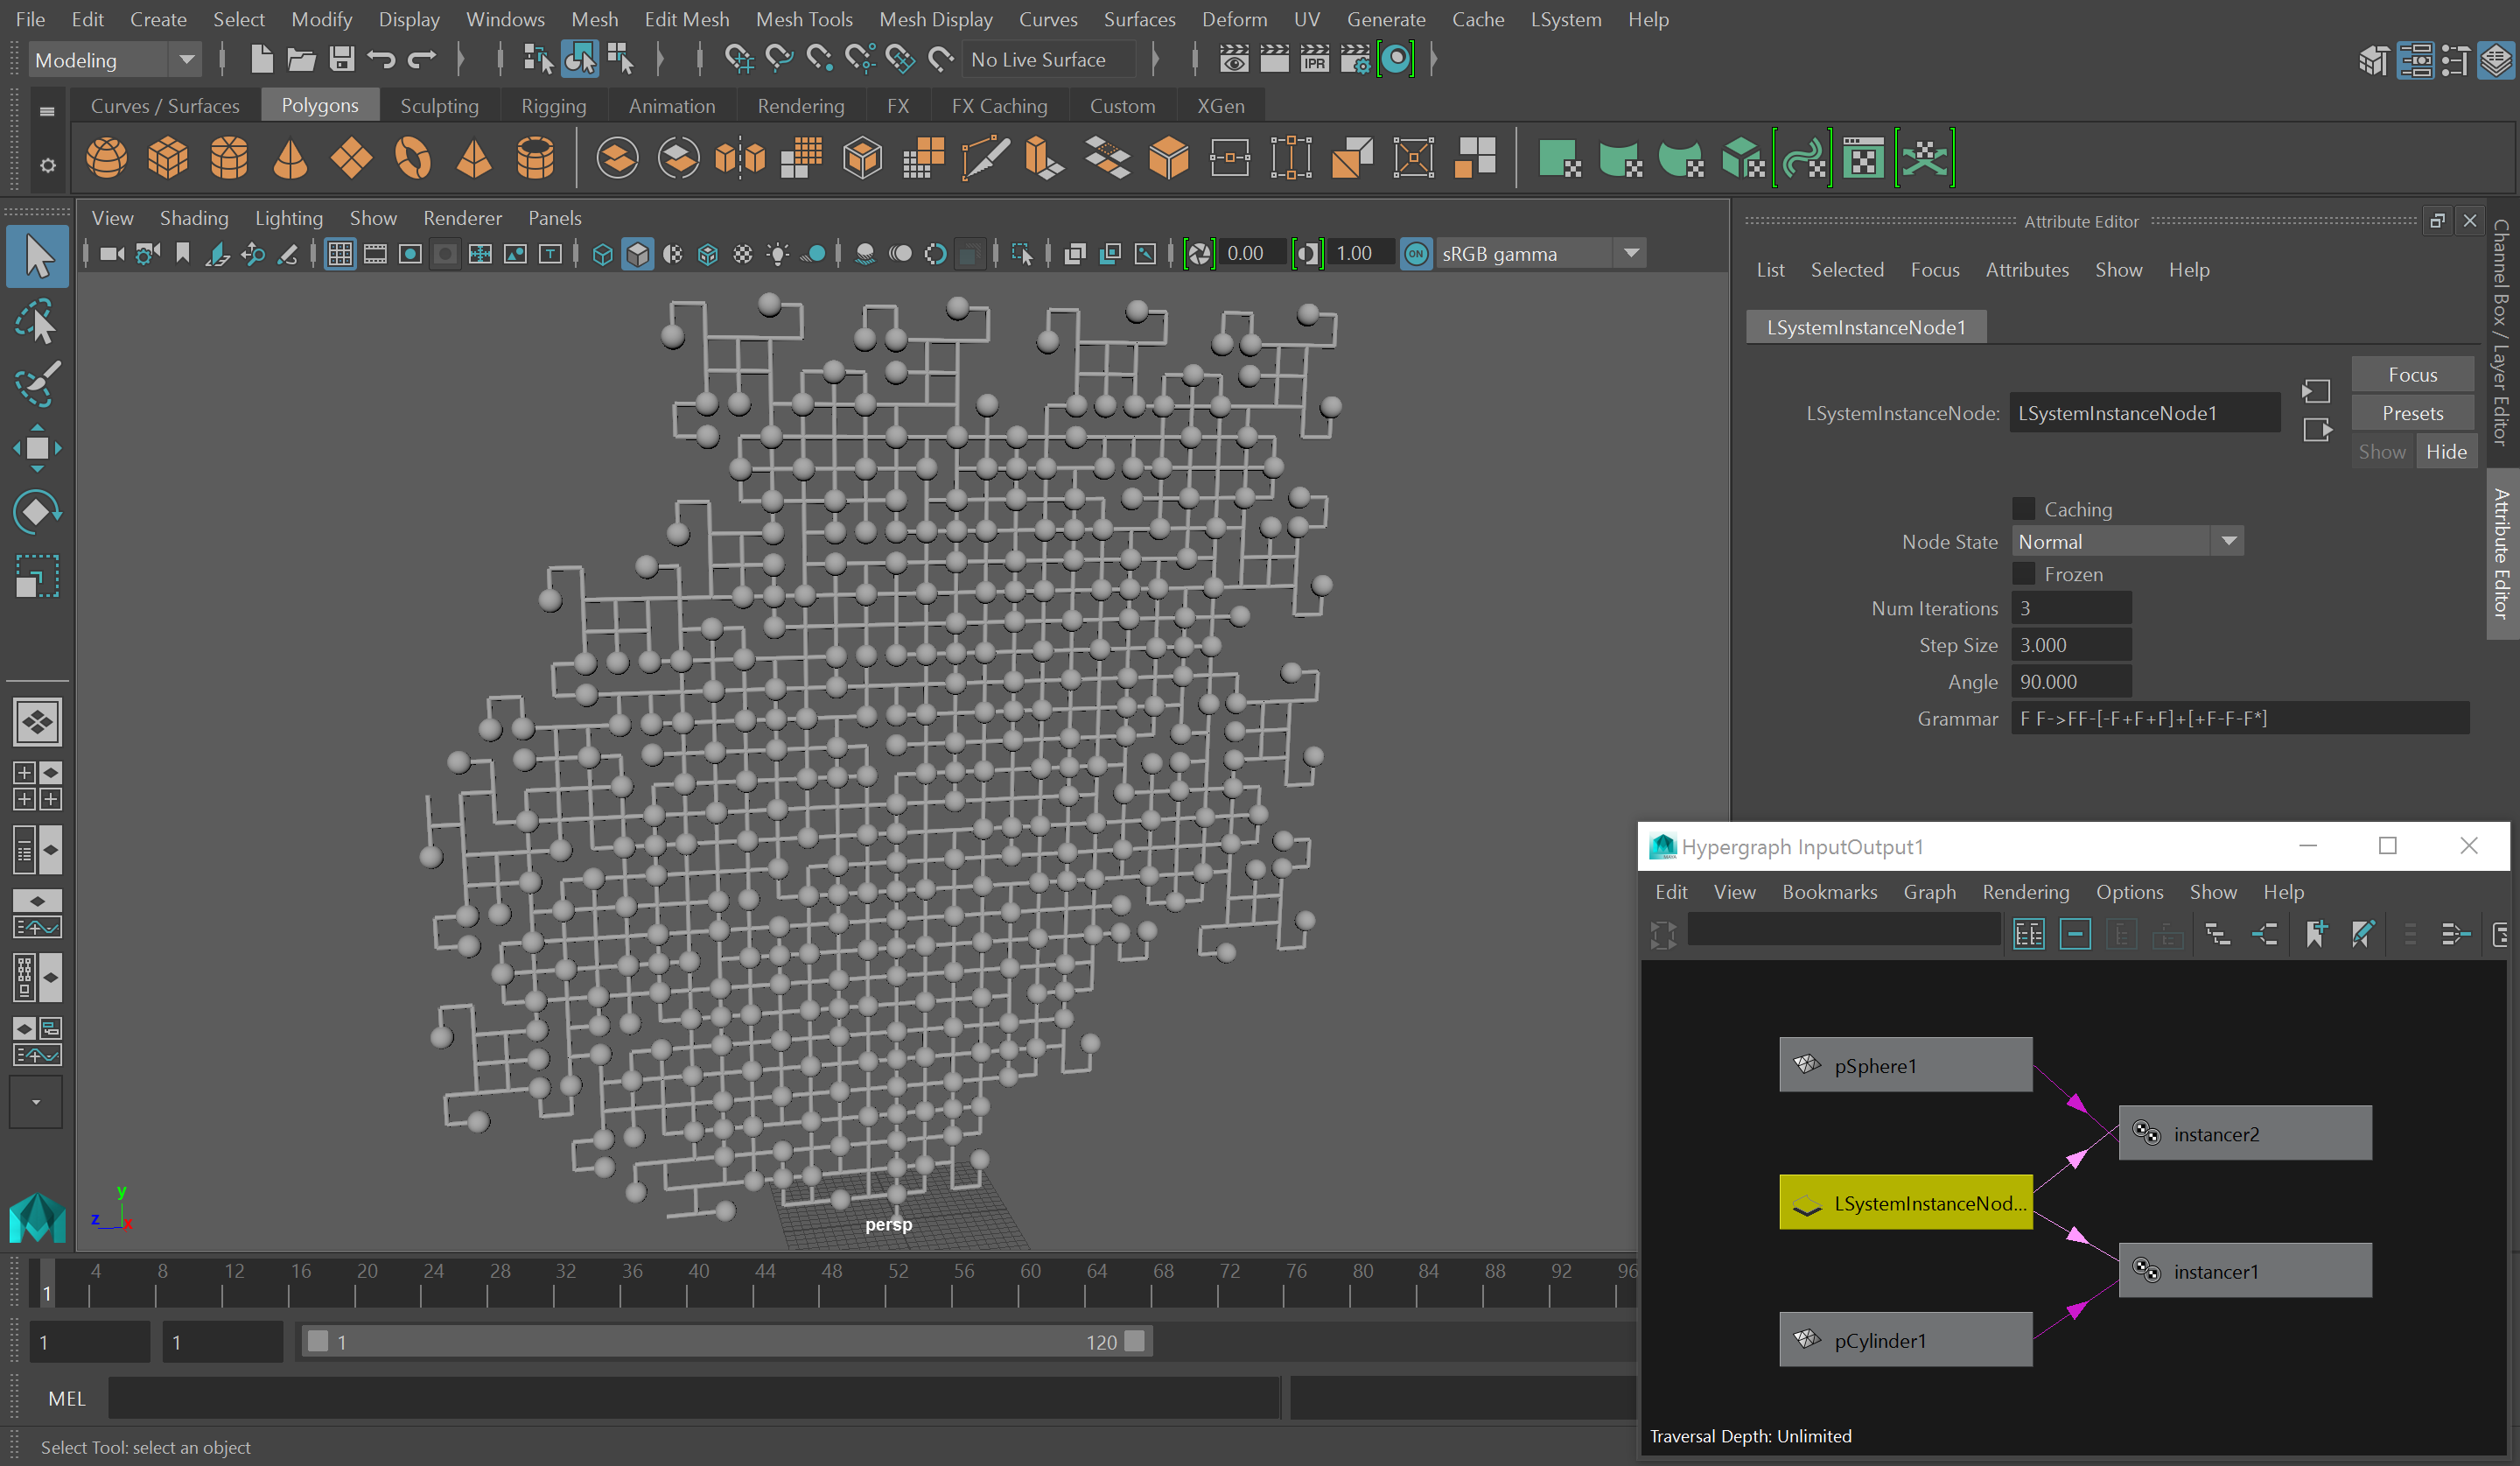 File Edit Create Select Modify Display Windows Mesh Edit Mesh Mesh Tools Mesh Display Curves Surfaces Deform UV Generate Cache LSystem Help
Modeling
No Live Surface
IPR
Curves / Surfaces Polygons Sculpting Rigging Animation Rendering FX FX Caching Custom XGen
View Shading Lighting Show Renderer Panels
0.00 1.00 ON sRGB gamma
y
z x
persp
Attribute Editor
List Selected Focus Attributes Show Help
LSystemInstanceNode1
LSystemInstanceNode: LSystemInstanceNode1
Focus
Presets
Show Hide
Caching
Node State Normal
Frozen
Num Iterations 3
Step Size 3.000
Angle 90.000
Grammar F F->FF-[-F+F+F]+[+F-F-F*]
Channel Box / Layer Editor
Attribute Editor
Hypergraph InputOutput1
Edit View Bookmarks Graph Rendering Options Show Help
pSphere1
instancer2
LSystemInstanceNod...
instancer1
pCylinder1
Traversal Depth: Unlimited
1 4 8 12 16 20 24 28 32 36 40 44 48 52 56 60 64 68 72 76 80 84 88 92 96
1 1 1 120
MEL
Select Tool: select an object